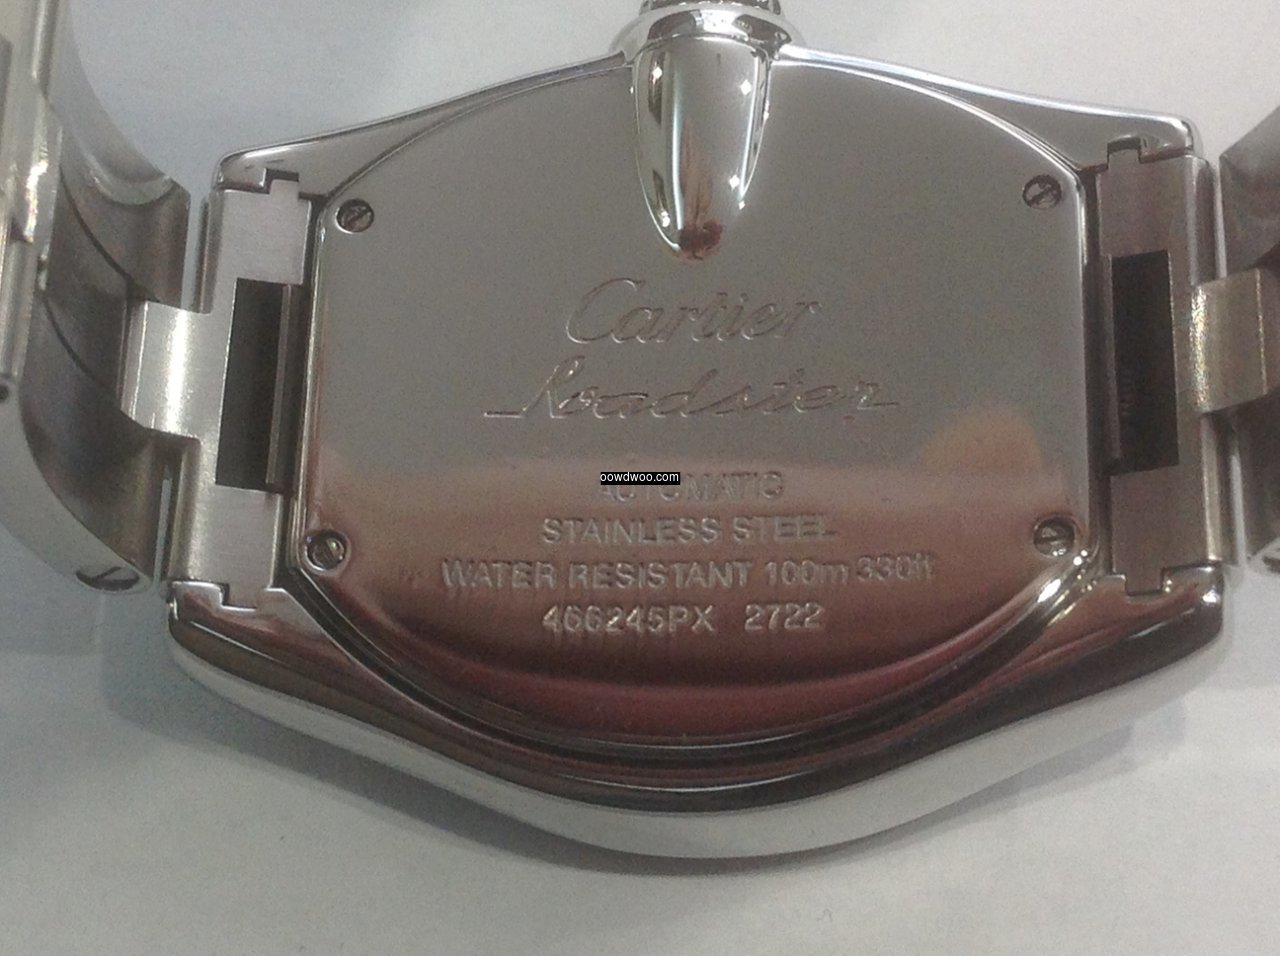 Cartier
Roadster
oowdwoo.com
AUTOMATIC
STAINLESS STEEL
WATER RESISTANT 100m 330ft
466245PX 2722